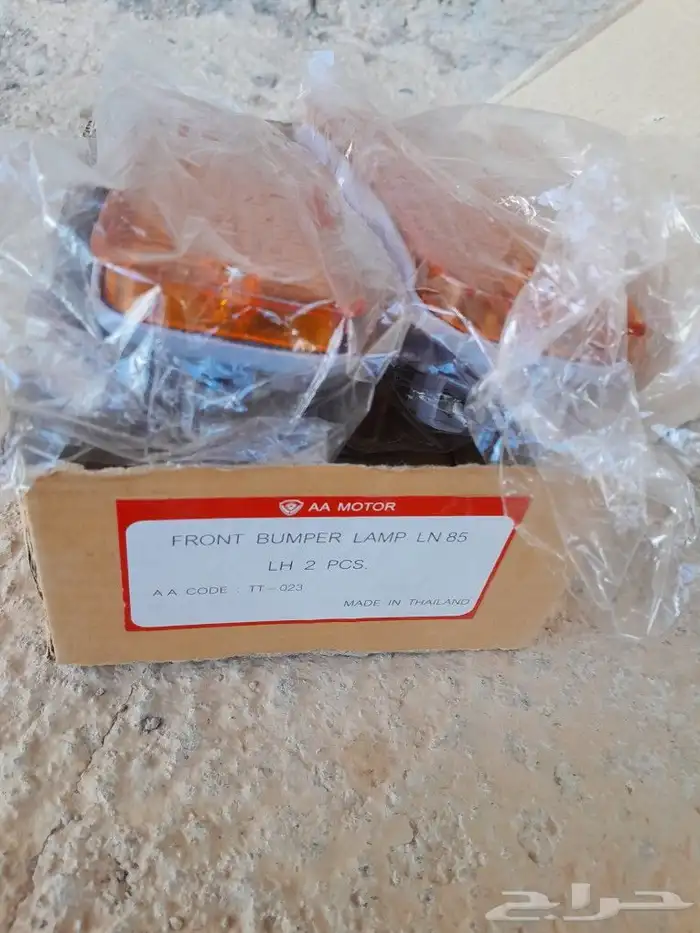 AA MOTOR
FRONT BUMPER LAMP LN 85
LH 2 PCS.
A A CODE : TT - 023
MADE IN THAILAND
حراج